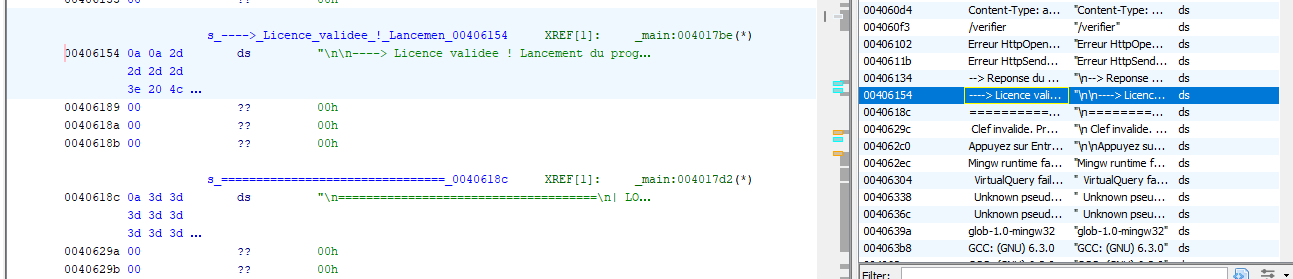 00406153 00 ?? 00h
s_---->_Licence_validee_!_Lancemen_00406154 XREF[1]: _main:004017be(*)
00406154 0a 0a 2d ds "\n\n----> Licence validee ! Lancement du prog...
2d 2d 2d
3e 20 4c ...
00406189 00 ?? 00h
0040618a 00 ?? 00h
0040618b 00 ?? 00h
s_================================_0040618c XREF[1]: _main:004017d2(*)
0040618c 0a 3d 3d ds "\n=====================================\n| LO...
3d 3d 3d
3d 3d 3d ...
0040629a 00 ?? 00h
0040629b 00 ?? 00h
004060d4 Content-Type: a... "Content-Type: ... ds
004060f3 /verifier "/verifier" ds
00406102 Erreur HttpOpen... "Erreur HttpOpe... ds
0040611b Erreur HttpSend... "Erreur HttpSen... ds
00406134 --> Reponse du ... "\n--> Reponse ... ds
00406154 ----> Licence vali... "\n\n----> Licenc... ds
0040618c ===========... "\n========... ds
0040629c Clef invalide. Pr... "\n Clef invalide. ... ds
004062c0 Appuyez sur Entr... "\n\nAppuyez su... ds
004062ec Mingw runtime fa... "Mingw runtime f... ds
00406304 VirtualQuery fail... " VirtualQuery fa... ds
00406338 Unknown pseud... " Unknown pseu... ds
0040636c Unknown pseud... " Unknown pseu... ds
0040639a glob-1.0-mingw32 "glob-1.0-mingw32" ds
004063b8 GCC: (GNU) 6.3.0 "GCC: (GNU) 6.3.0" ds
Filter: